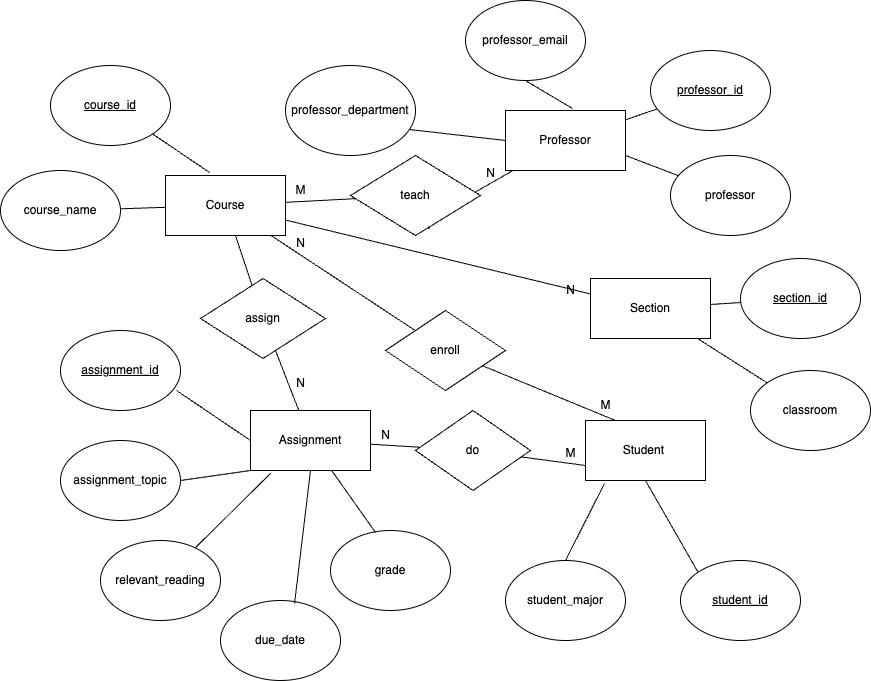 professor_email
professor_id
course_id
professor_department
Professor
N
M
teach
professor
course_name
Course
N
N
section_id
Section
assign
enroll
assignment_id
N
M
classroom
Assignment
N
do
M
Student
assignment_topic
relevant_reading
grade
student_major
student_id
due_date